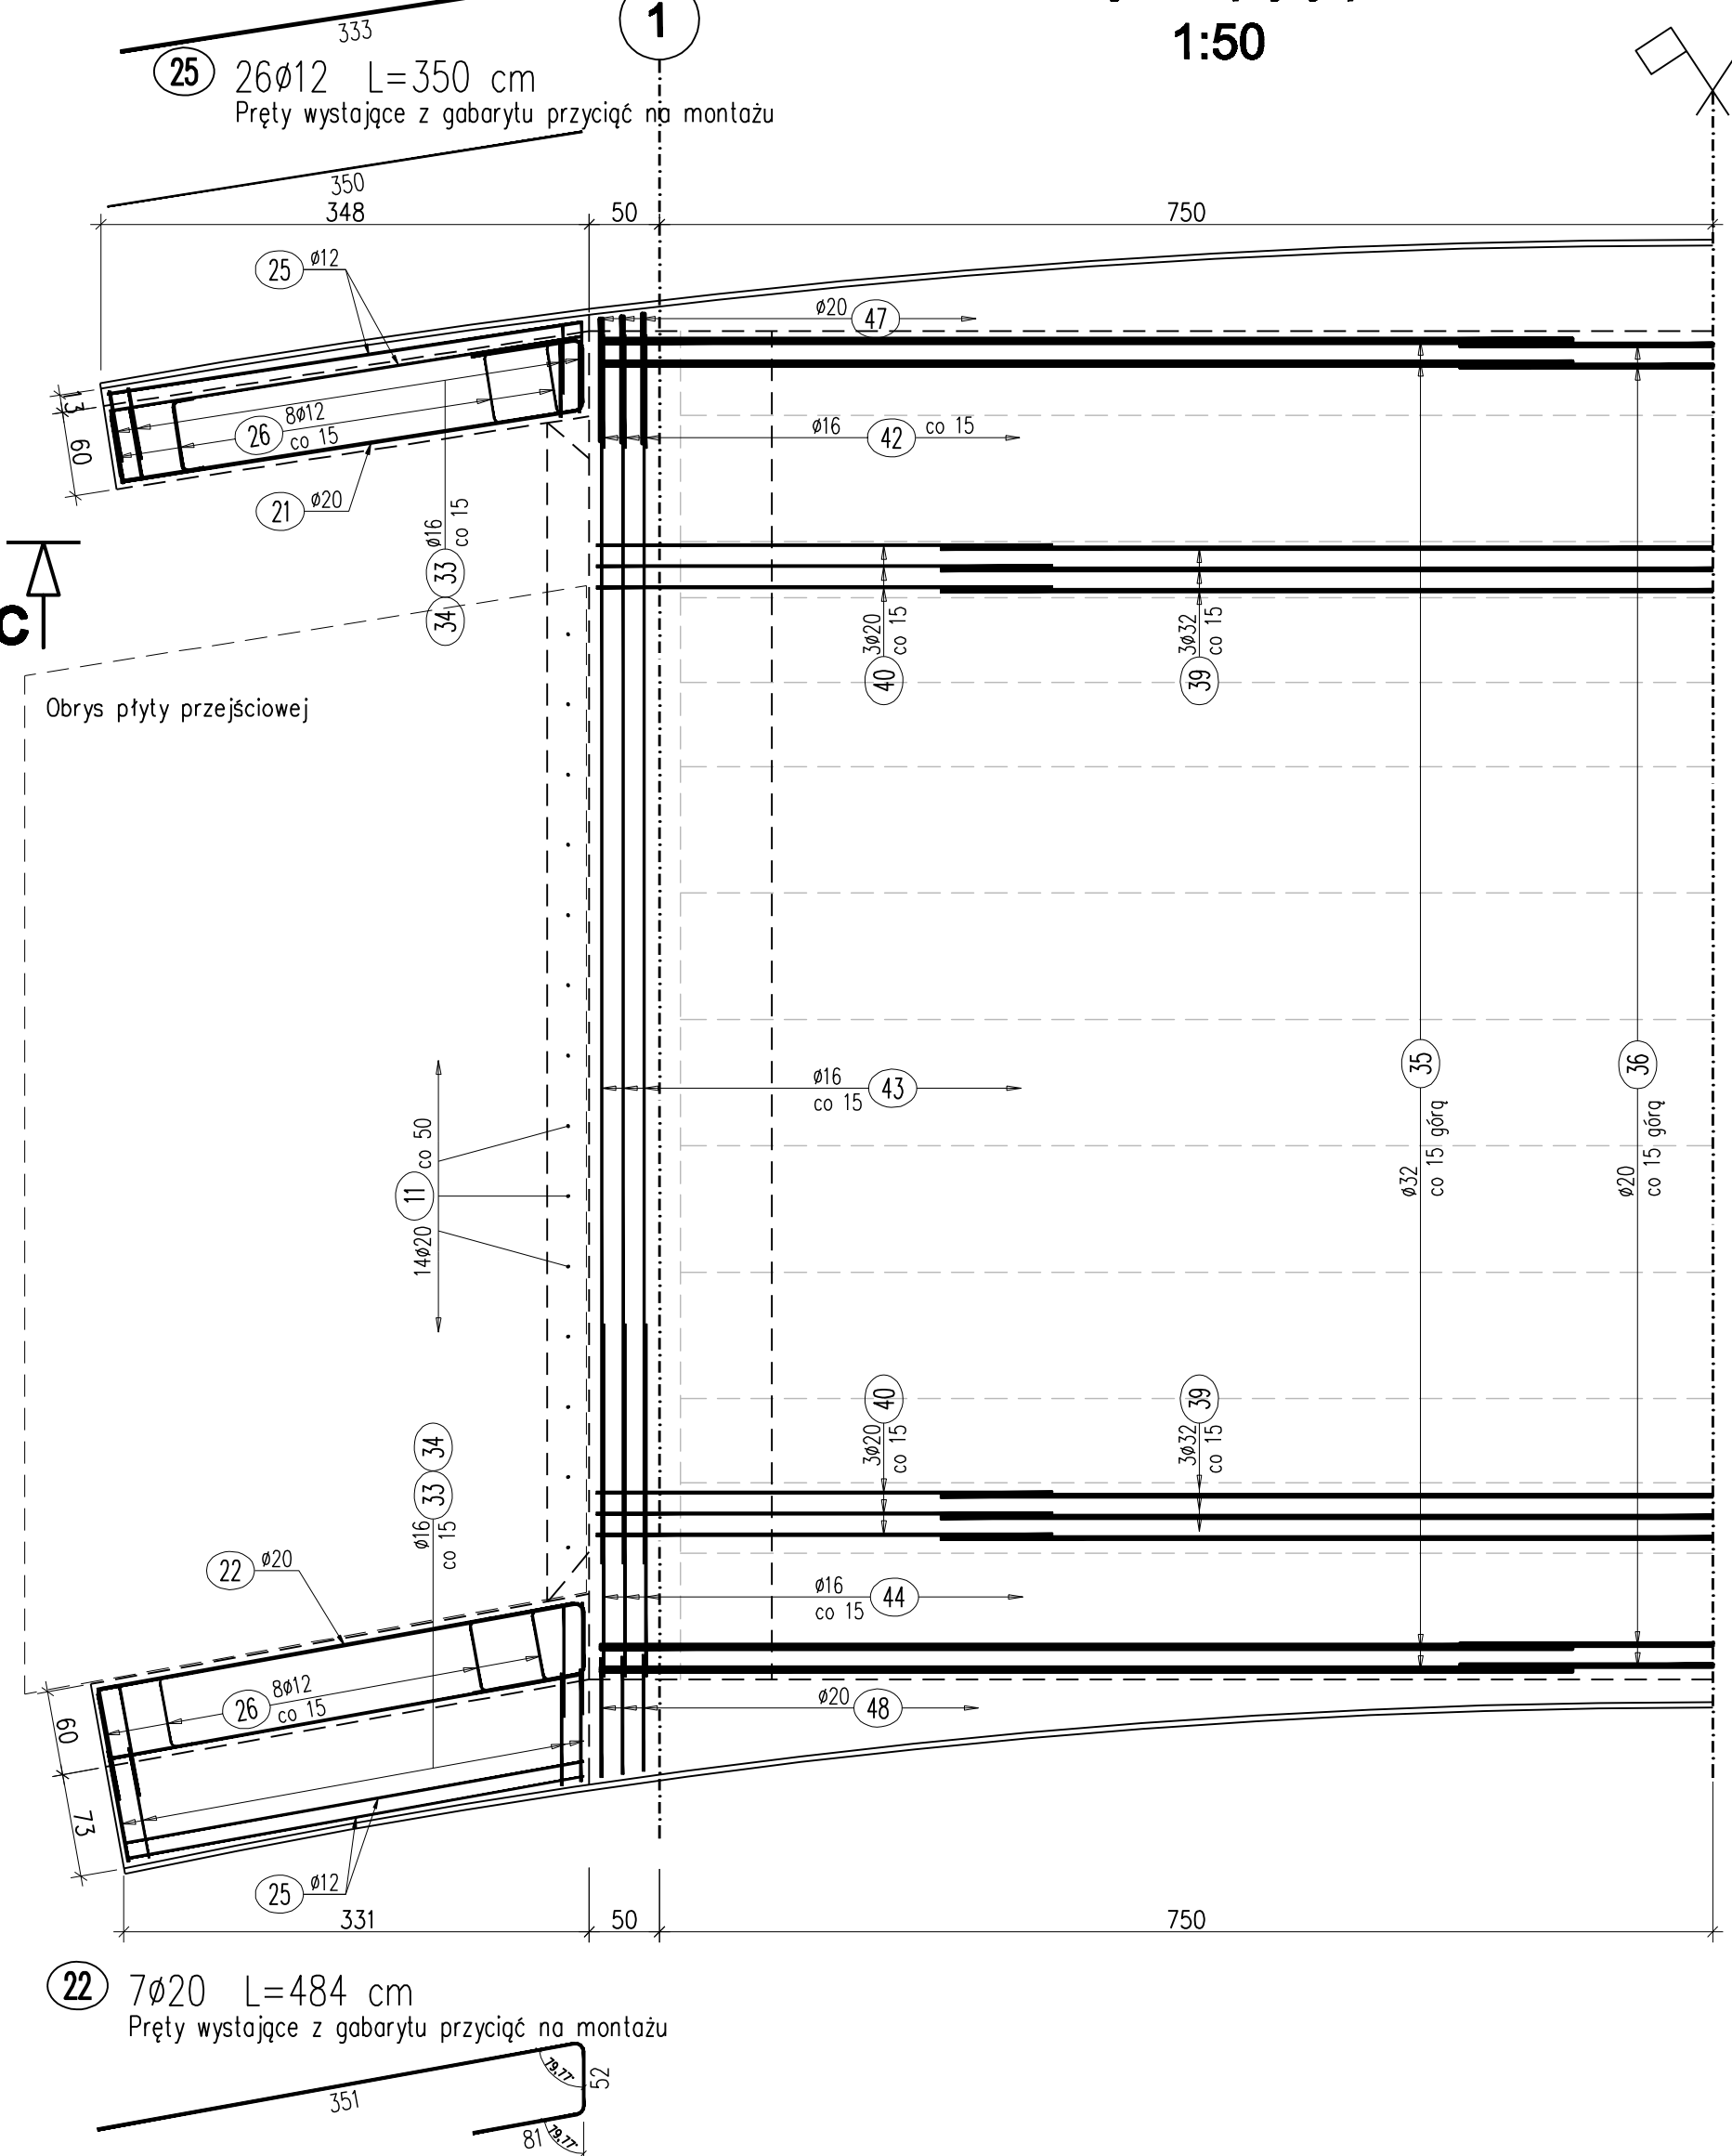 333
1
1:50
25 26ø12 L=350 cm
Pręty wystające z gabarytu przyciąć na montażu
350
348
50
750
25 ø12
ø20 47
13
60
26 8ø12
co 15
ø16 42 co 15
21 ø20
33 ø16
34 co 15
C
40 3ø20
co 15
39 3ø32
co 15
Obrys płyty przejściowej
ø16 43
co 15
35
ø32
co 15 górą
36
ø20
co 15 górą
14ø20 11 co 50
40
3ø20
co 15
39
3ø32
co 15
34
33
ø16
co 15
22 ø20
ø16 44
co 15
26 8ø12
co 15
ø20 48
60
73
25 ø12
331
50
750
22 7ø20 L=484 cm
Pręty wystające z gabarytu przyciąć na montażu
351
79,77°
52
81
79,77°